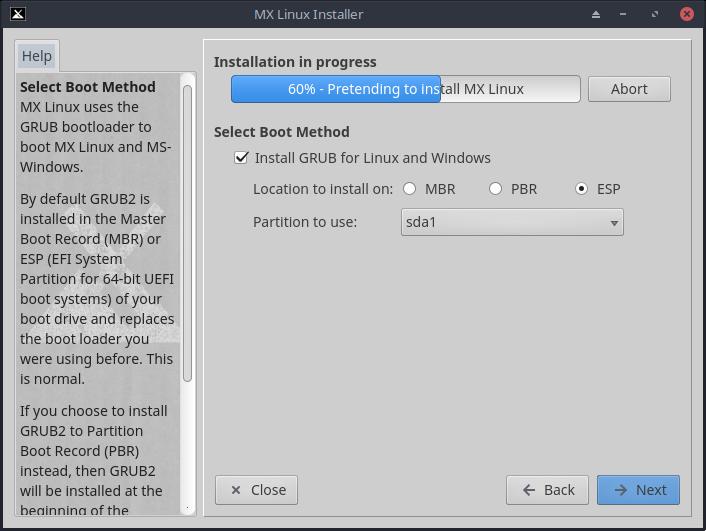 MX Linux Installer
Help
Select Boot Method
MX Linux uses the
GRUB bootloader to
boot MX Linux and MS-
Windows.
By default GRUB2 is
installed in the Master
Boot Record (MBR) or
ESP (EFI System
Partition for 64-bit UEFI
boot systems) of your
boot drive and replaces
the boot loader you
were using before. This
is normal.
If you choose to install
GRUB2 to Partition
Boot Record (PBR)
instead, then GRUB2
will be installed at the
beginning of the
Installation in progress
60% - Pretending to install MX Linux
Abort
Select Boot Method
Install GRUB for Linux and Windows
Location to install on: MBR PBR ESP
Partition to use: sda1
Close Back Next